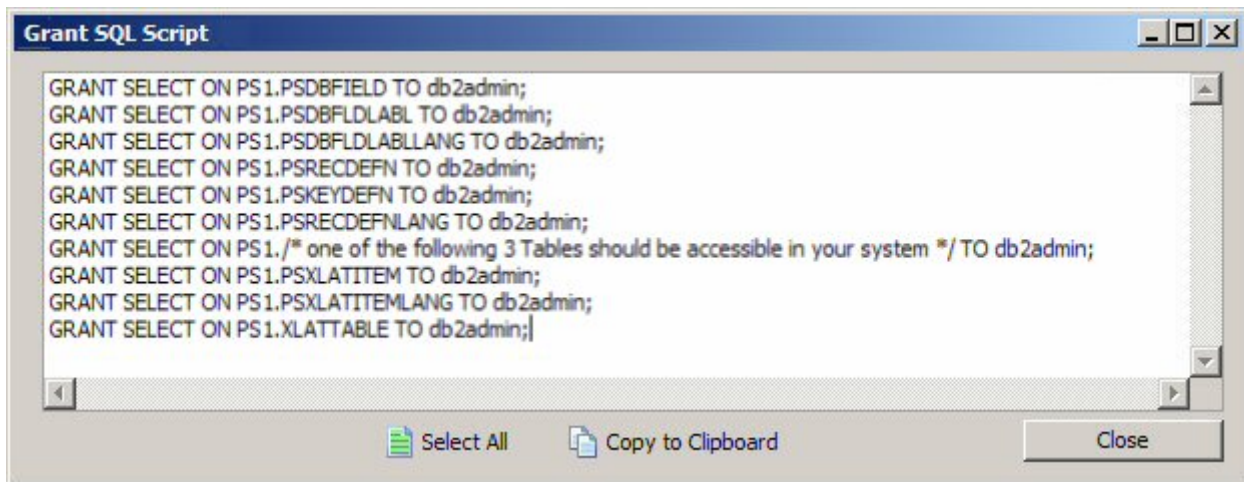 Grant SQL Script
GRANT SELECT ON PS1.PSDBFIELD TO db2admin;
GRANT SELECT ON PS1.PSDBFLDLABL TO db2admin;
GRANT SELECT ON PS1.PSDBFLDLABLLANG TO db2admin;
GRANT SELECT ON PS1.PSRECDEFN TO db2admin;
GRANT SELECT ON PS1.PSKEYDEFN TO db2admin;
GRANT SELECT ON PS1.PSRECDEFNLANG TO db2admin;
GRANT SELECT ON PS1./* one of the following 3 Tables should be accessible in your system */ TO db2admin;
GRANT SELECT ON PS1.PSXLATITEM TO db2admin;
GRANT SELECT ON PS1.PSXLATITEMLANG TO db2admin;
GRANT SELECT ON PS1.XLATTABLE TO db2admin;
Select All Copy to Clipboard Close